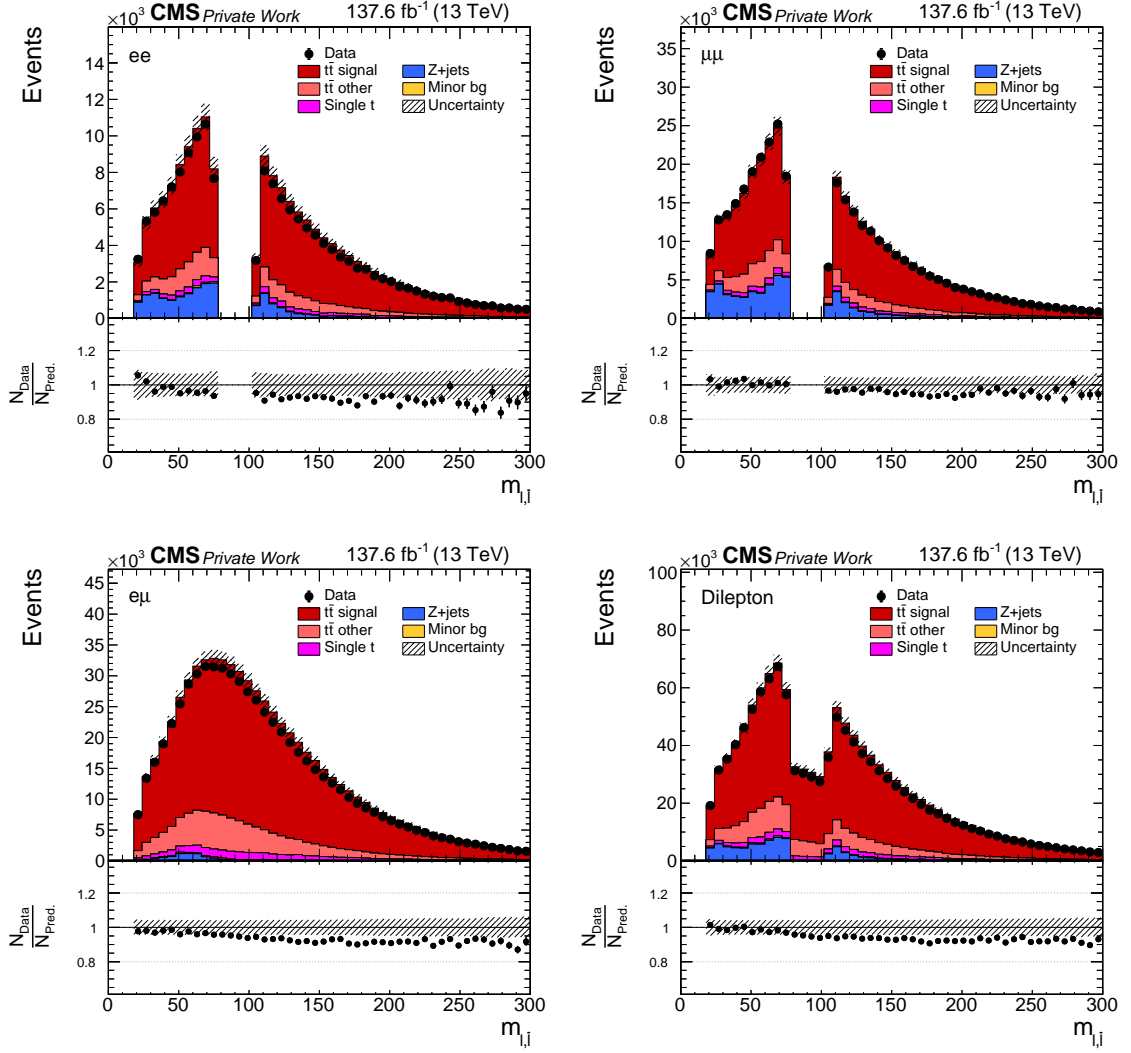 ×10³ CMS Private Work 137.6 fb⁻¹ (13 TeV)
ee
Data
tt̄ signal Z+jets
tt̄ other Minor bg
Single t Uncertainty
Events
14
12
10
8
6
4
2
0
N_Data / N_Pred.
1.2
1
0.8
0 50 100 150 200 250 300
m_l,l̄
×10³ CMS Private Work 137.6 fb⁻¹ (13 TeV)
μμ
Data
tt̄ signal Z+jets
tt̄ other Minor bg
Single t Uncertainty
Events
35
30
25
20
15
10
5
0
N_Data / N_Pred.
1.2
1
0.8
0 50 100 150 200 250 300
m_l,l̄
×10³ CMS Private Work 137.6 fb⁻¹ (13 TeV)
eμ
Data
tt̄ signal Z+jets
tt̄ other Minor bg
Single t Uncertainty
Events
45
40
35
30
25
20
15
10
5
0
N_Data / N_Pred.
1.2
1
0.8
0 50 100 150 200 250 300
m_l,l̄
×10³ CMS Private Work 137.6 fb⁻¹ (13 TeV)
Dilepton
Data
tt̄ signal Z+jets
tt̄ other Minor bg
Single t Uncertainty
Events
100
80
60
40
20
0
N_Data / N_Pred.
1.2
1
0.8
0 50 100 150 200 250 300
m_l,l̄